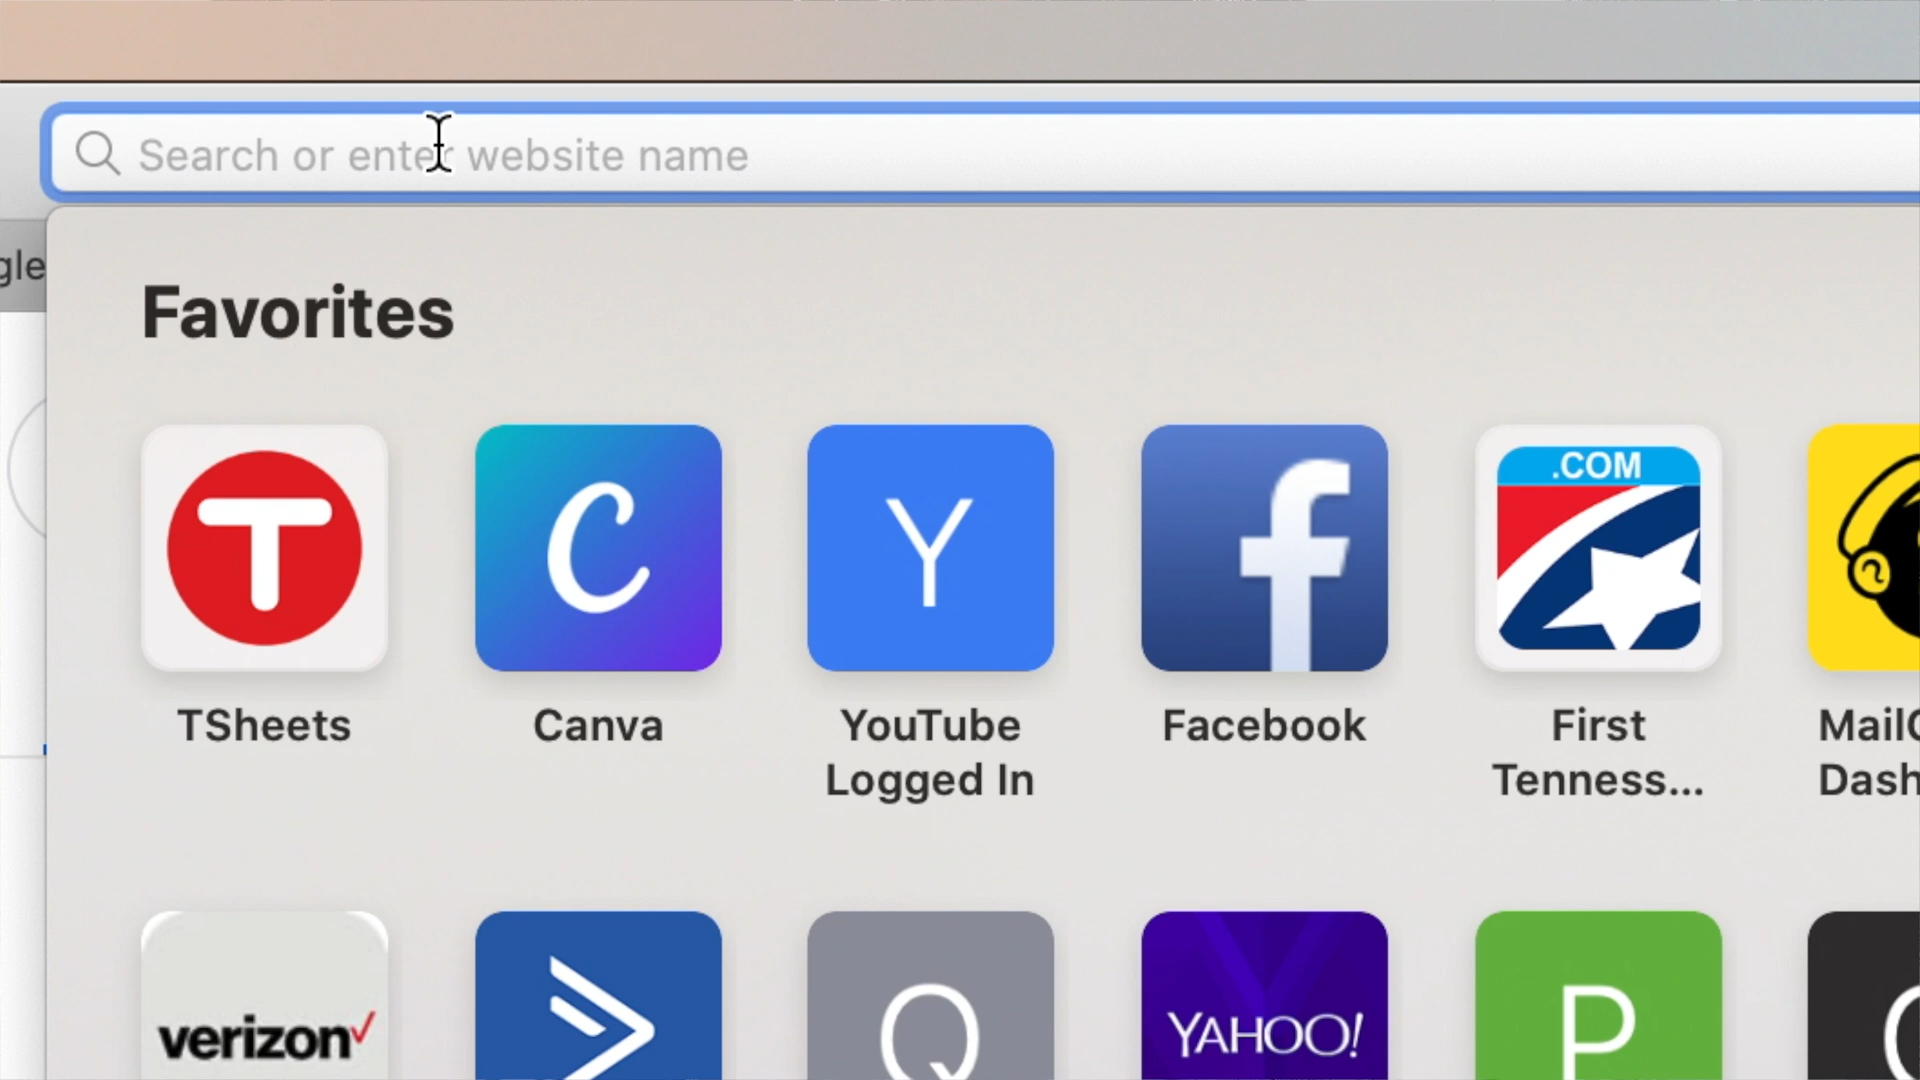 Search or enter website name
gle
Favorites
.COM
T
C
Y
f
TSheets
Canva
YouTube
Logged In
Facebook
First
Tenness...
Mail
Dash
verizon
Q
YAHOO!
P